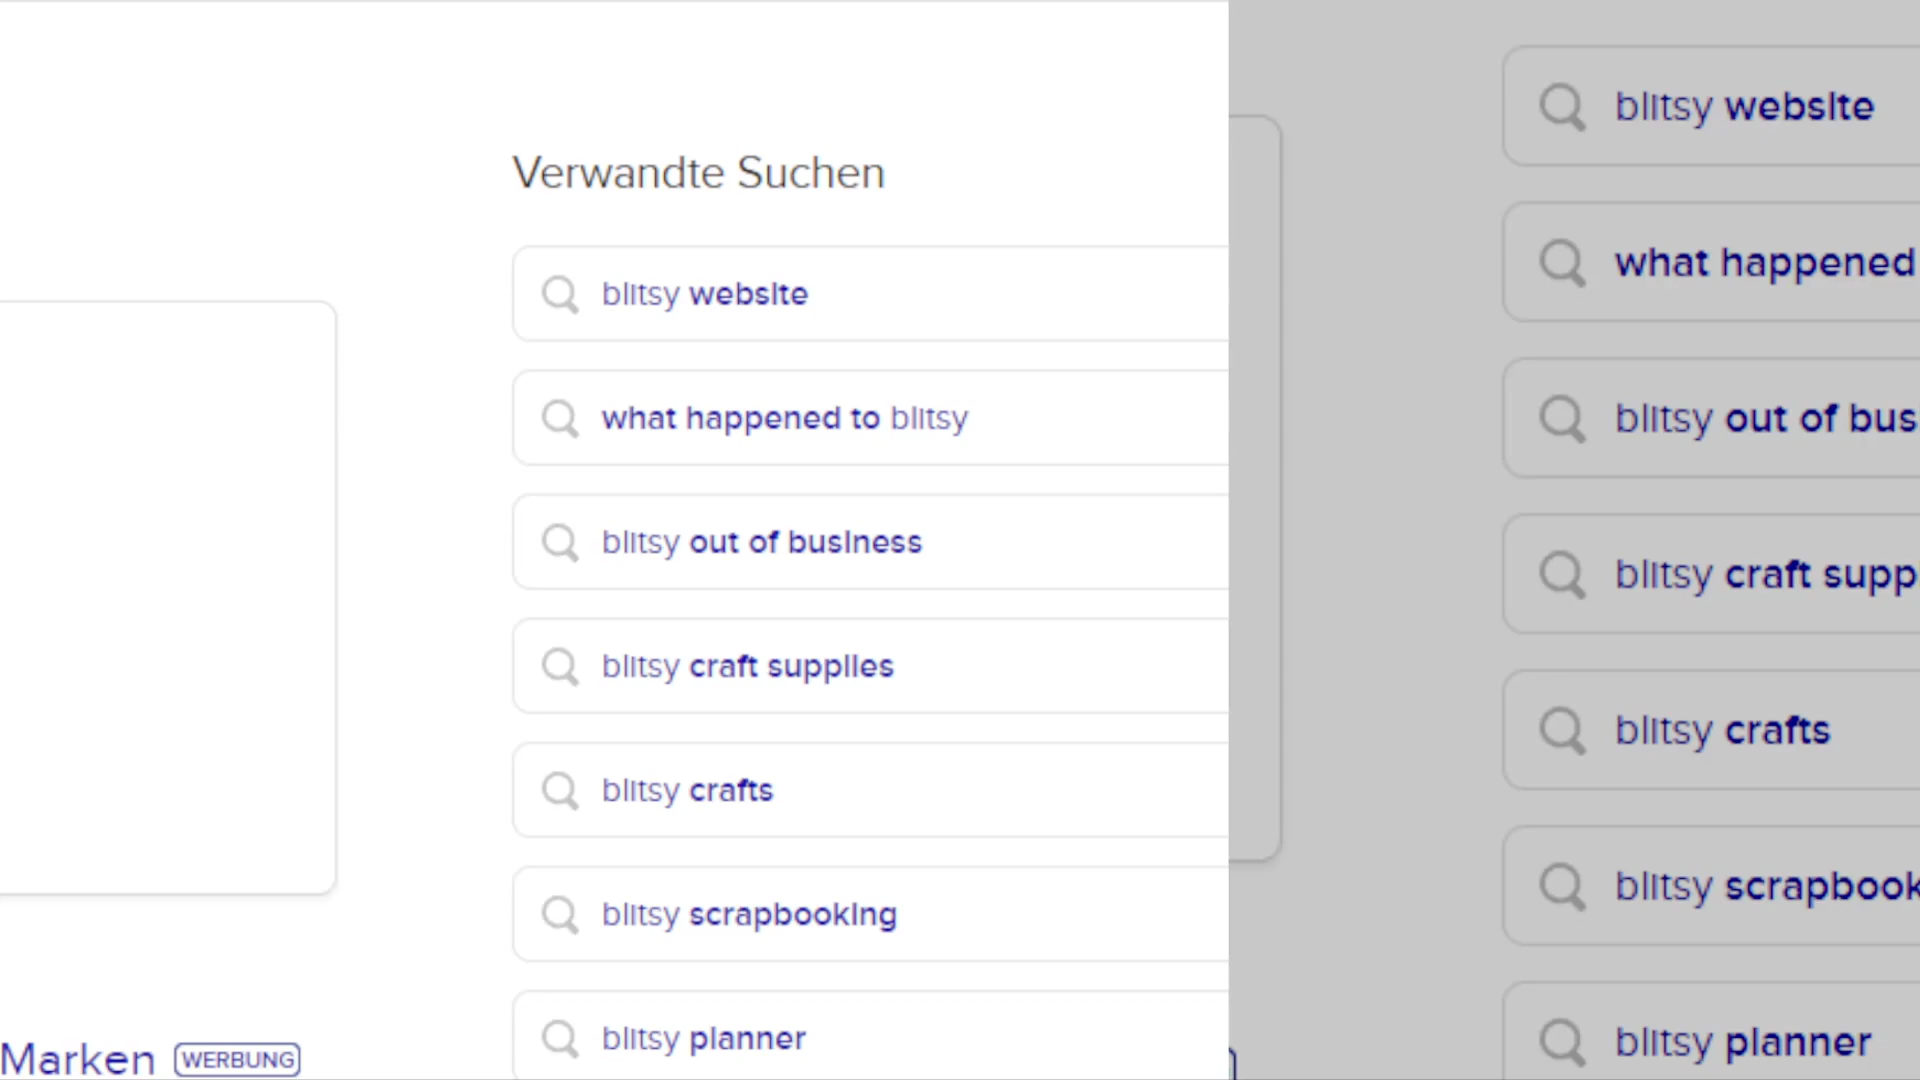 Verwandte Suchen
blitsy website
what happened to blitsy
blitsy out of business
blitsy craft supplies
blitsy crafts
blitsy scrapbooking
blitsy planner
Marken WERBUNG
blitsy website
what happened
blitsy out of bus
blitsy craft supp
blitsy crafts
blitsy scrapbook
blitsy planner